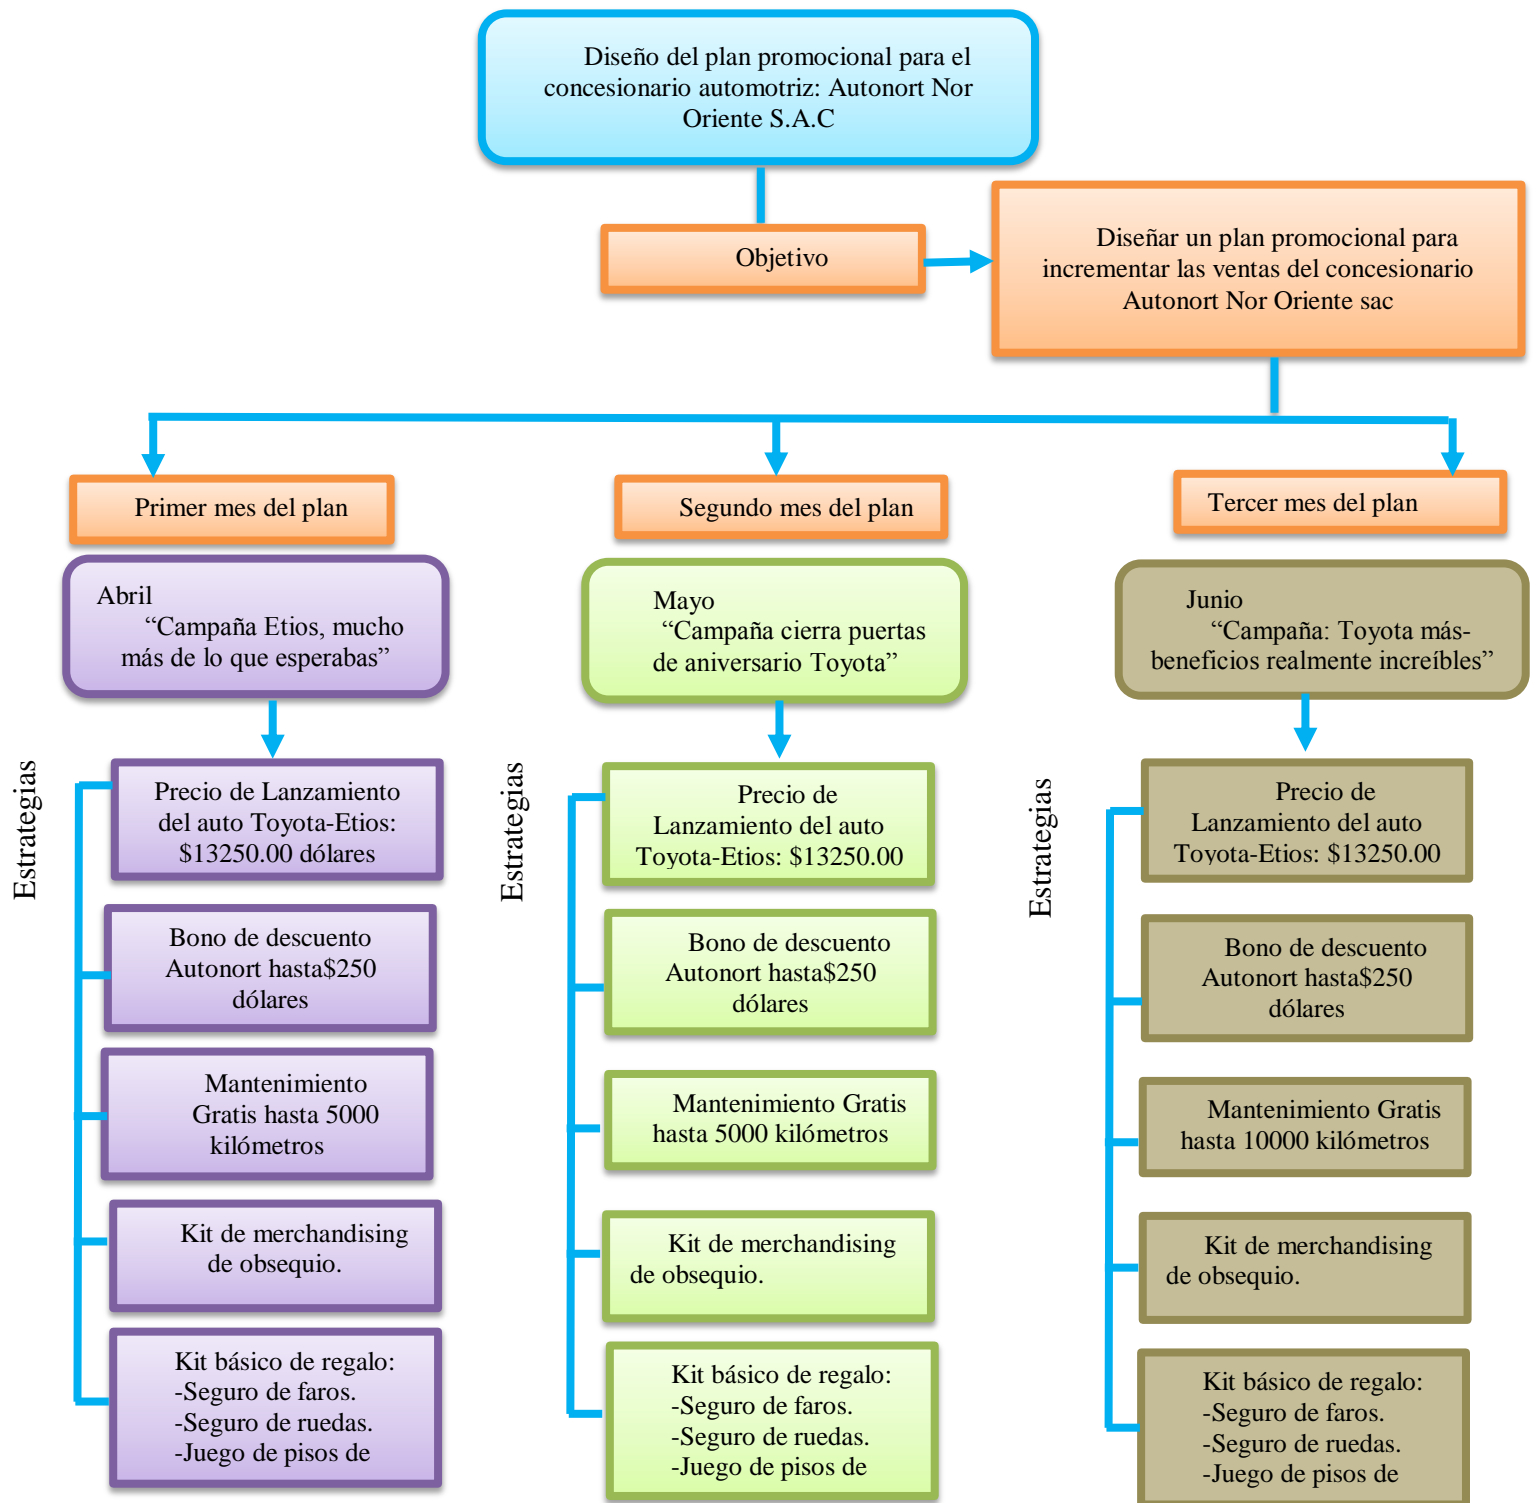 Diseño del plan promocional para el
concesionario automotriz: Autonort Nor
Oriente S.A.C
Objetivo
Diseñar un plan promocional para
incrementar las ventas del concesionario
Autonort Nor Oriente sac
Primer mes del plan
Segundo mes del plan
Tercer mes del plan
Abril
“Campaña Etios, mucho
más de lo que esperabas”
Mayo
“Campaña cierra puertas
de aniversario Toyota”
Junio
“Campaña: Toyota más-
beneficios realmente increíbles”
Estrategias
Precio de Lanzamiento
del auto Toyota-Etios:
$13250.00 dólares
Bono de descuento
Autonort hasta$250
dólares
Mantenimiento
Gratis hasta 5000
kilómetros
Kit de merchandising
de obsequio.
Kit básico de regalo:
-Seguro de faros.
-Seguro de ruedas.
-Juego de pisos de
Estrategias
Precio de
Lanzamiento del auto
Toyota-Etios: $13250.00
Bono de descuento
Autonort hasta$250
dólares
Mantenimiento Gratis
hasta 5000 kilómetros
Kit de merchandising
de obsequio.
Kit básico de regalo:
-Seguro de faros.
-Seguro de ruedas.
-Juego de pisos de
Estrategias
Precio de
Lanzamiento del auto
Toyota-Etios: $13250.00
Bono de descuento
Autonort hasta$250
dólares
Mantenimiento Gratis
hasta 10000 kilómetros
Kit de merchandising
de obsequio.
Kit básico de regalo:
-Seguro de faros.
-Seguro de ruedas.
-Juego de pisos de